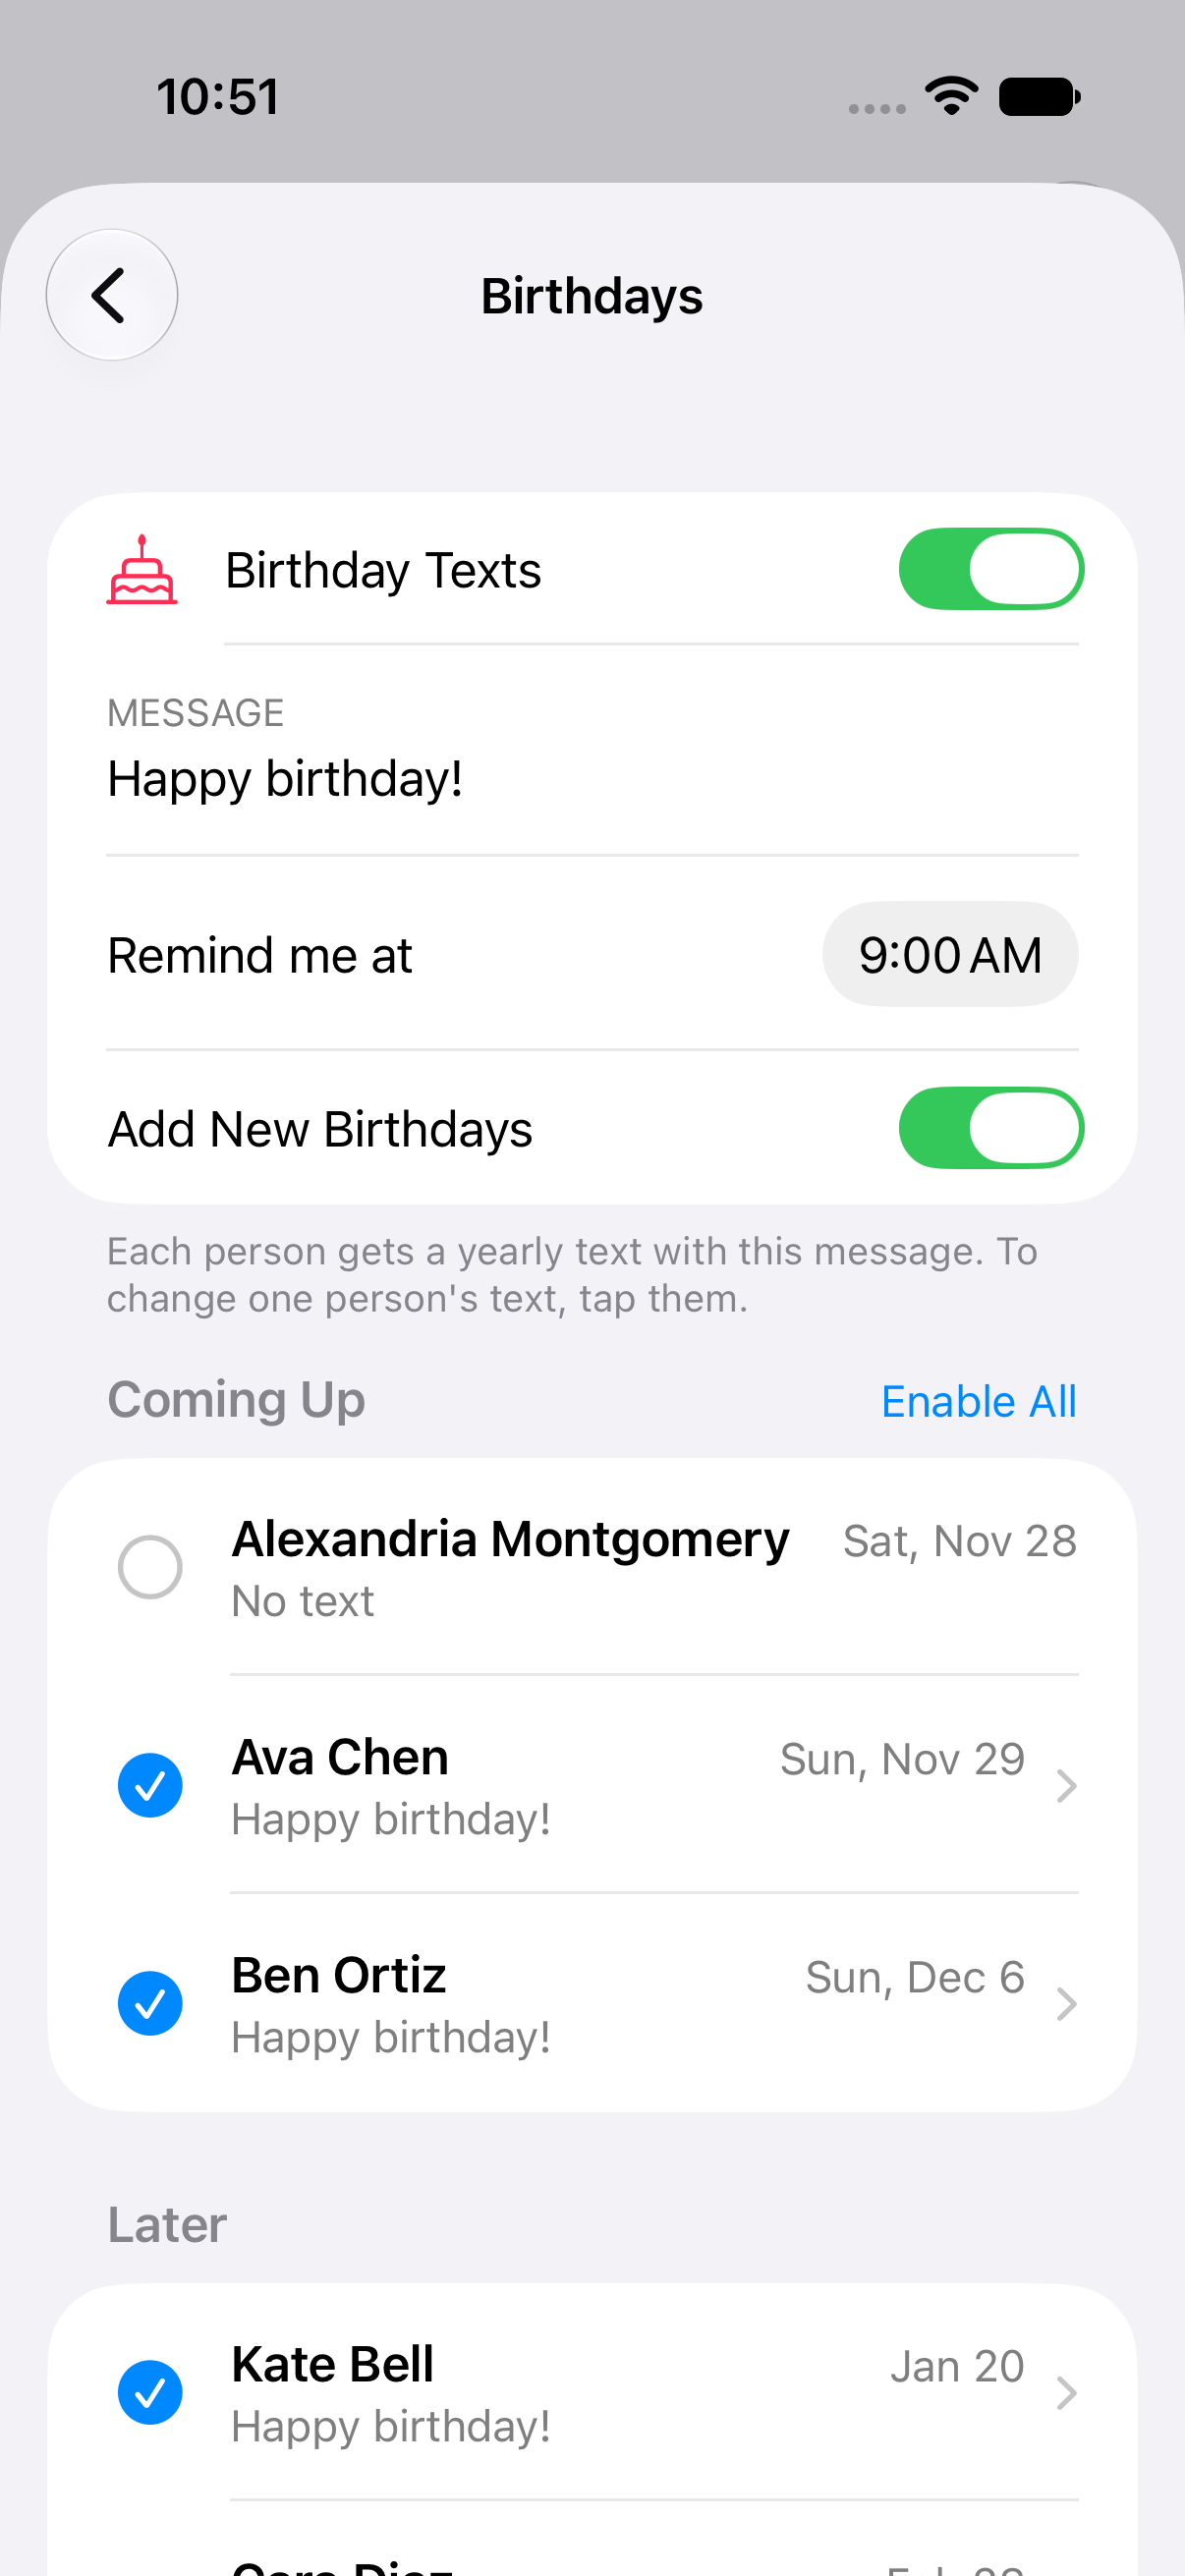 10:51
Birthdays
Birthday Texts
MESSAGE
Happy birthday!
Remind me at
9:00 AM
Add New Birthdays
Each person gets a yearly text with this message. To
change one person's text, tap them.
Coming Up
Enable All
Alexandria Montgomery
Sat, Nov 28
No text
Ava Chen
Sun, Nov 29
Happy birthday!
Ben Ortiz
Sun, Dec 6
Happy birthday!
Later
Kate Bell
Jan 20
Happy birthday!